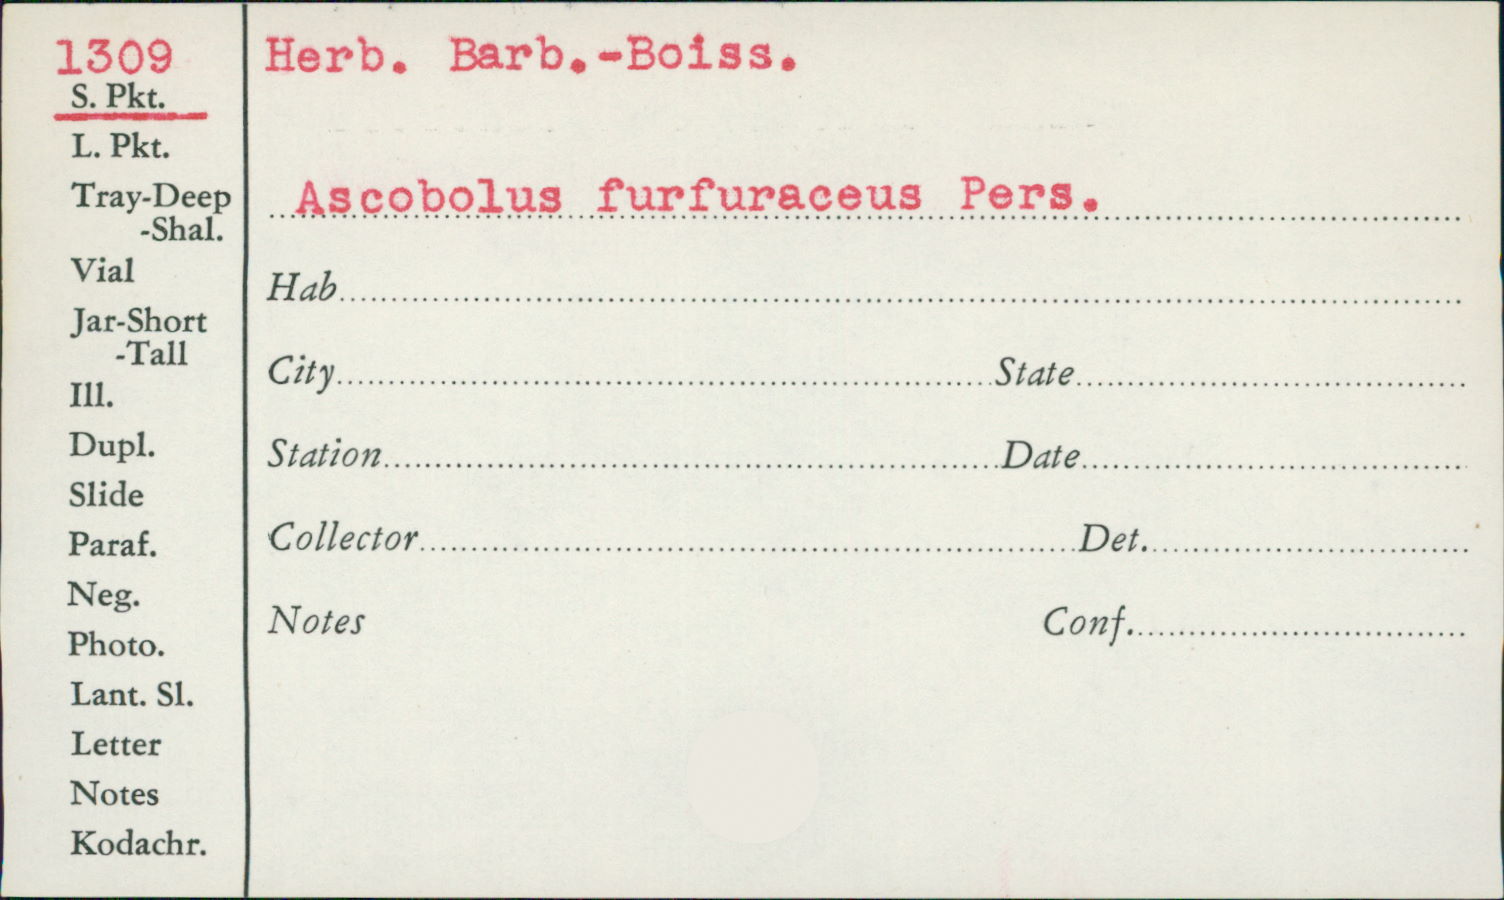 1309
S. Pkt.
L. Pkt.
Tray-Deep
-Shal.
Vial
Jar-Short
-Tall
Ill.
Dupl.
Slide
Paraf.
Neg.
Photo.
Lant. Sl.
Letter
Notes
Kodachr.
Herb. Barb.-Boiss.
Ascobolus furfuraceus Pers.
Hab
City State
Station Date
Collector Det.
Notes Conf.